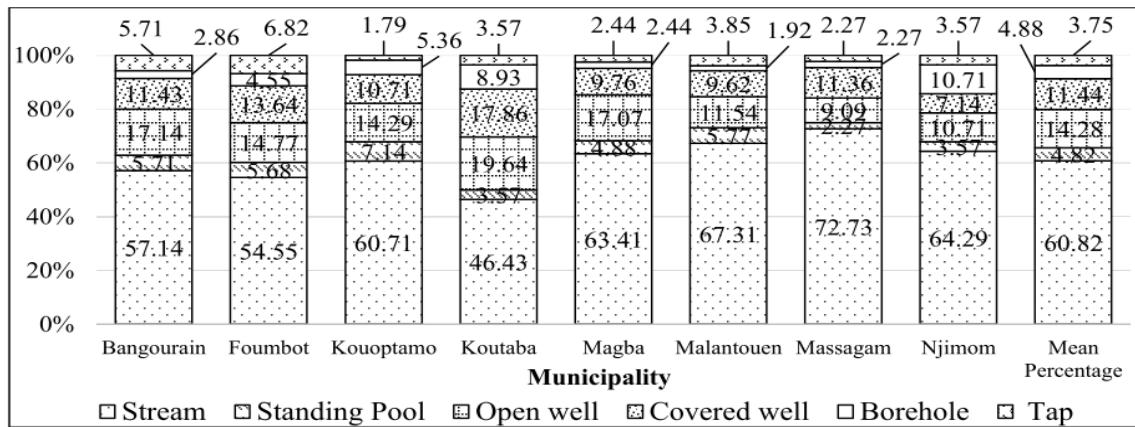 5.71 2.86 6.82 1.79 5.36 3.57 2.44 2.44 3.85 1.92 2.27 2.27 3.57 4.88 3.75
100%
4.55 8.93 10.71
11.43 13.64 10.71 17.86 9.76 9.62 11.36 7.14 11.44
80%
17.14 14.77 14.29 19.64 17.07 11.54 9.09 10.71 14.28
5.71 5.68 7.14 3.57 4.88 5.77 2.27 3.57 4.82
60%
57.14 54.55 60.71 46.43 63.41 67.31 72.73 64.29 60.82
40%
20%
0%
Bangourain Foumbot Kouoptamo Koutaba Magba Malantouen Massagam Njimom Mean
Percentage
Municipality
Stream Standing Pool Open well Covered well Borehole Tap